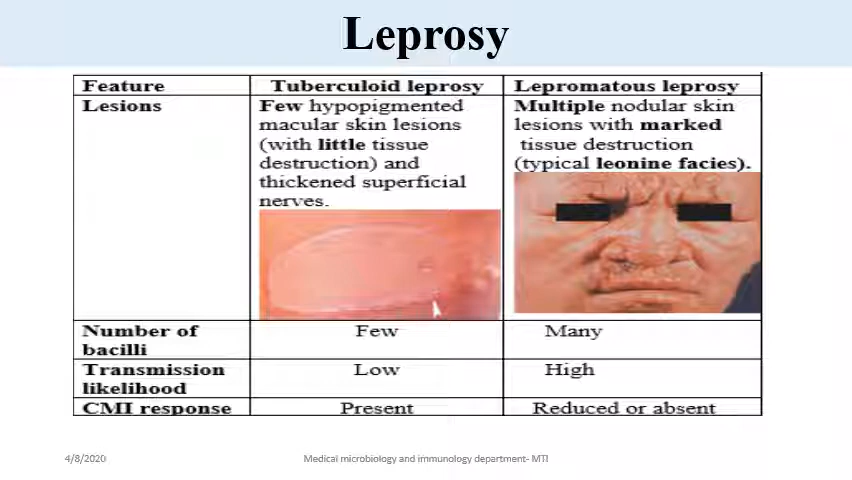 Leprosy
Feature Tuberculoid leprosy Lepromatous leprosy
Lesions
Few hypopigmented
macular skin lesions
(with little tissue
destruction) and
thickened superficial
nerves.
Multiple nodular skin
lesions with marked
tissue destruction
(typical leonine facies).
Number of
bacilli
Few
Many
Transmission
likelihood
Low
High
CMI response Present Reduced or absent
4/8/2020 Medical microbiology and immunology department- MTI